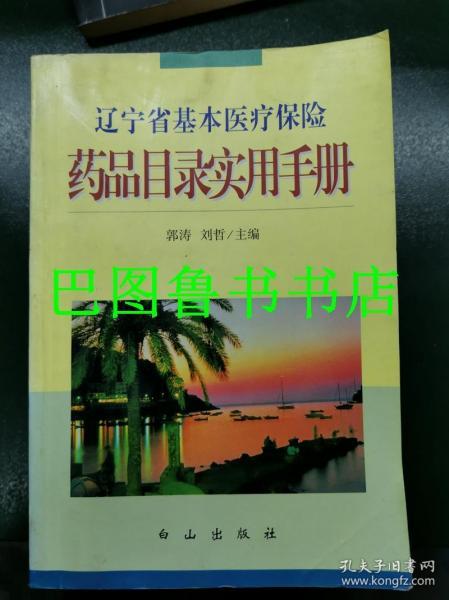 辽宁省基本医疗保险
药品目录实用手册
郭涛 刘哲/主编
巴图鲁书书店
白山出版社
孔夫子旧书网
www.kongfz.com